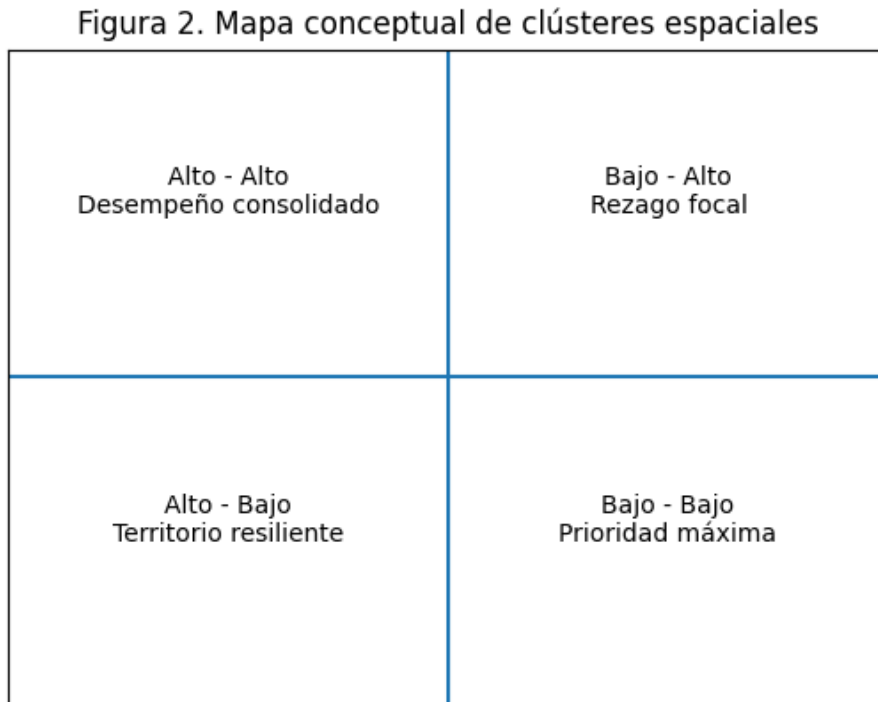 Figura 2. Mapa conceptual de clústeres espaciales
Alto - Alto
Desempeño consolidado
Bajo - Alto
Rezago focal
Alto - Bajo
Territorio resiliente
Bajo - Bajo
Prioridad máxima